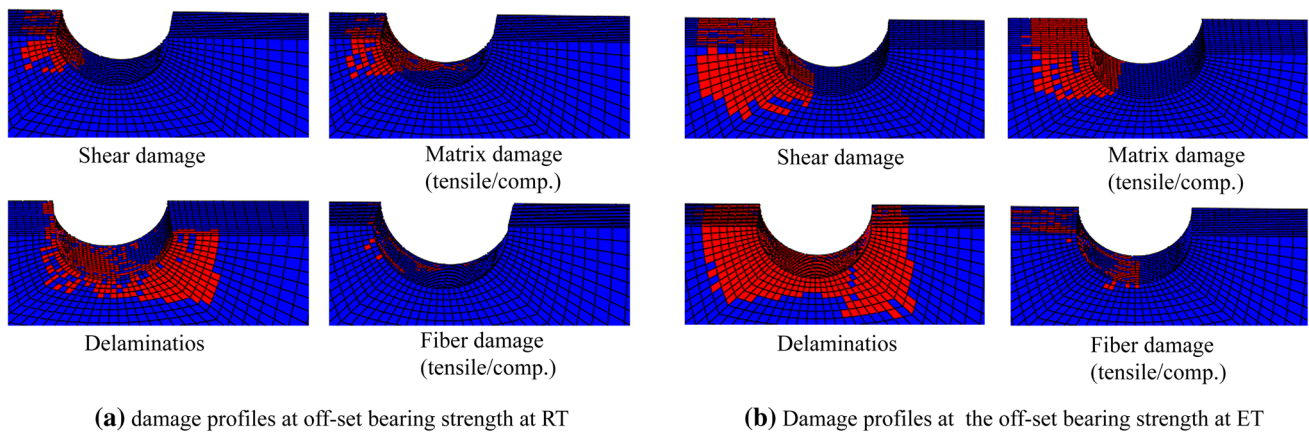 Shear damage
Matrix damage
(tensile/comp.)
Delaminatios
Fiber damage
(tensile/comp.)
(a) damage profiles at off-set bearing strength at RT
Shear damage
Matrix damage
(tensile/comp.)
Delaminatios
Fiber damage
(tensile/comp.)
(b) Damage profiles at the off-set bearing strength at ET